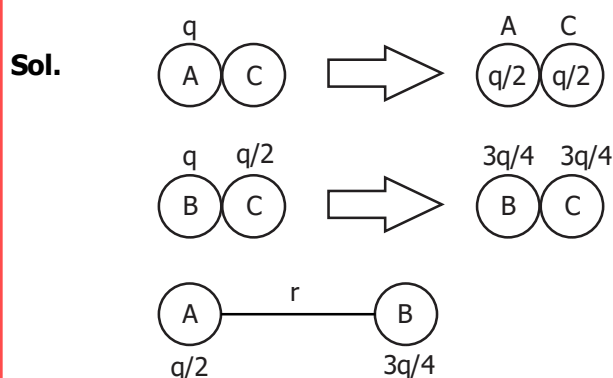 q A C
Sol. A C q/2 q/2
q q/2 3q/4 3q/4
B C B C
r
A B
q/2 3q/4